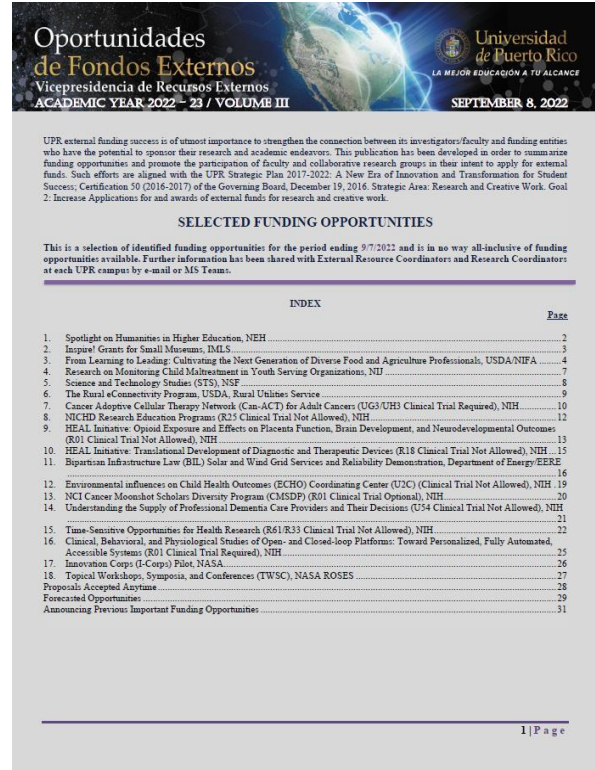 Oportunidades
de Fondos Externos
Vicepresidencia de Recursos Externos
ACADEMIC YEAR 2022 – 23 / VOLUME III
Universidad
de Puerto Rico
LA MEJOR EDUCACIÓN A TU ALCANCE
SEPTEMBER 8, 2022
UPR external funding success is of utmost importance to strengthen the connection between its investigators/faculty and funding entities
who have the potential to sponsor their research and academic endeavors. This publication has been developed in order to summarize
funding opportunities and promote the participation of faculty and collaborative research groups in their intent to apply for external
funds. Such efforts are aligned with the UPR Strategic Plan 2017-2022: A New Era of Innovation and Transformation for Student
Success; Certification 50 (2016-2017) of the Governing Board, December 19, 2016. Strategic Area: Research and Creative Work. Goal
2: Increase Applications for and awards of external funds for research and creative work.
SELECTED FUNDING OPPORTUNITIES
This is a selection of identified funding opportunities for the period ending 9/7/2022 and is in no way all-inclusive of funding
opportunities available. Further information has been shared with External Resource Coordinators and Research Coordinators
at each UPR campus by e-mail or MS Teams.
INDEX
Page
1. Spotlight on Humanities in Higher Education, NEH ... 2
2. Inspire! Grants for Small Museums, IMLS ... 3
3. From Learning to Leading: Cultivating the Next Generation of Diverse Food and Agriculture Professionals, USDA/NIFA ... 4
4. Research on Monitoring Child Maltreatment in Youth Serving Organizations, NIJ ... 7
5. Science and Technology Studies (STS), NSF ... 8
6. The Rural eConnectivity Program, USDA, Rural Utilities Service ... 9
7. Cancer Adoptive Cellular Therapy Network (Can-ACT) for Adult Cancers (UG3/UH3 Clinical Trial Required), NIH ... 10
8. NICHD Research Education Programs (R25 Clinical Trial Not Allowed), NIH ... 12
9. HEAL Initiative: Opioid Exposure and Effects on Placenta Function, Brain Development, and Neurodevelopmental Outcomes
(R01 Clinical Trial Not Allowed), NIH ... 13
10. HEAL Initiative: Translational Development of Diagnostic and Therapeutic Devices (R18 Clinical Trial Not Allowed), NIH ... 15
11. Bipartisan Infrastructure Law (BIL) Solar and Wind Grid Services and Reliability Demonstration, Department of Energy/EERE
... 16
12. Environmental influences on Child Health Outcomes (ECHO) Coordinating Center (U2C) (Clinical Trial Not Allowed), NIH . 19
13. NCI Cancer Moonshot Scholars Diversity Program (CMSDP) (R01 Clinical Trial Optional), NIH ... 20
14. Understanding the Supply of Professional Dementia Care Providers and Their Decisions (U54 Clinical Trial Not Allowed), NIH
... 21
15. Time-Sensitive Opportunities for Health Research (R61/R33 Clinical Trial Not Allowed), NIH ... 22
16. Clinical, Behavioral, and Physiological Studies of Open- and Closed-loop Platforms: Toward Personalized, Fully Automated,
Accessible Systems (R01 Clinical Trial Required), NIH ... 25
17. Innovation Corps (I-Corps) Pilot, NASA ... 26
18. Topical Workshops, Symposia, and Conferences (TWSC), NASA ROSES ... 27
Proposals Accepted Anytime ... 28
Forecasted Opportunities ... 29
Announcing Previous Important Funding Opportunities ... 31
1 | Page